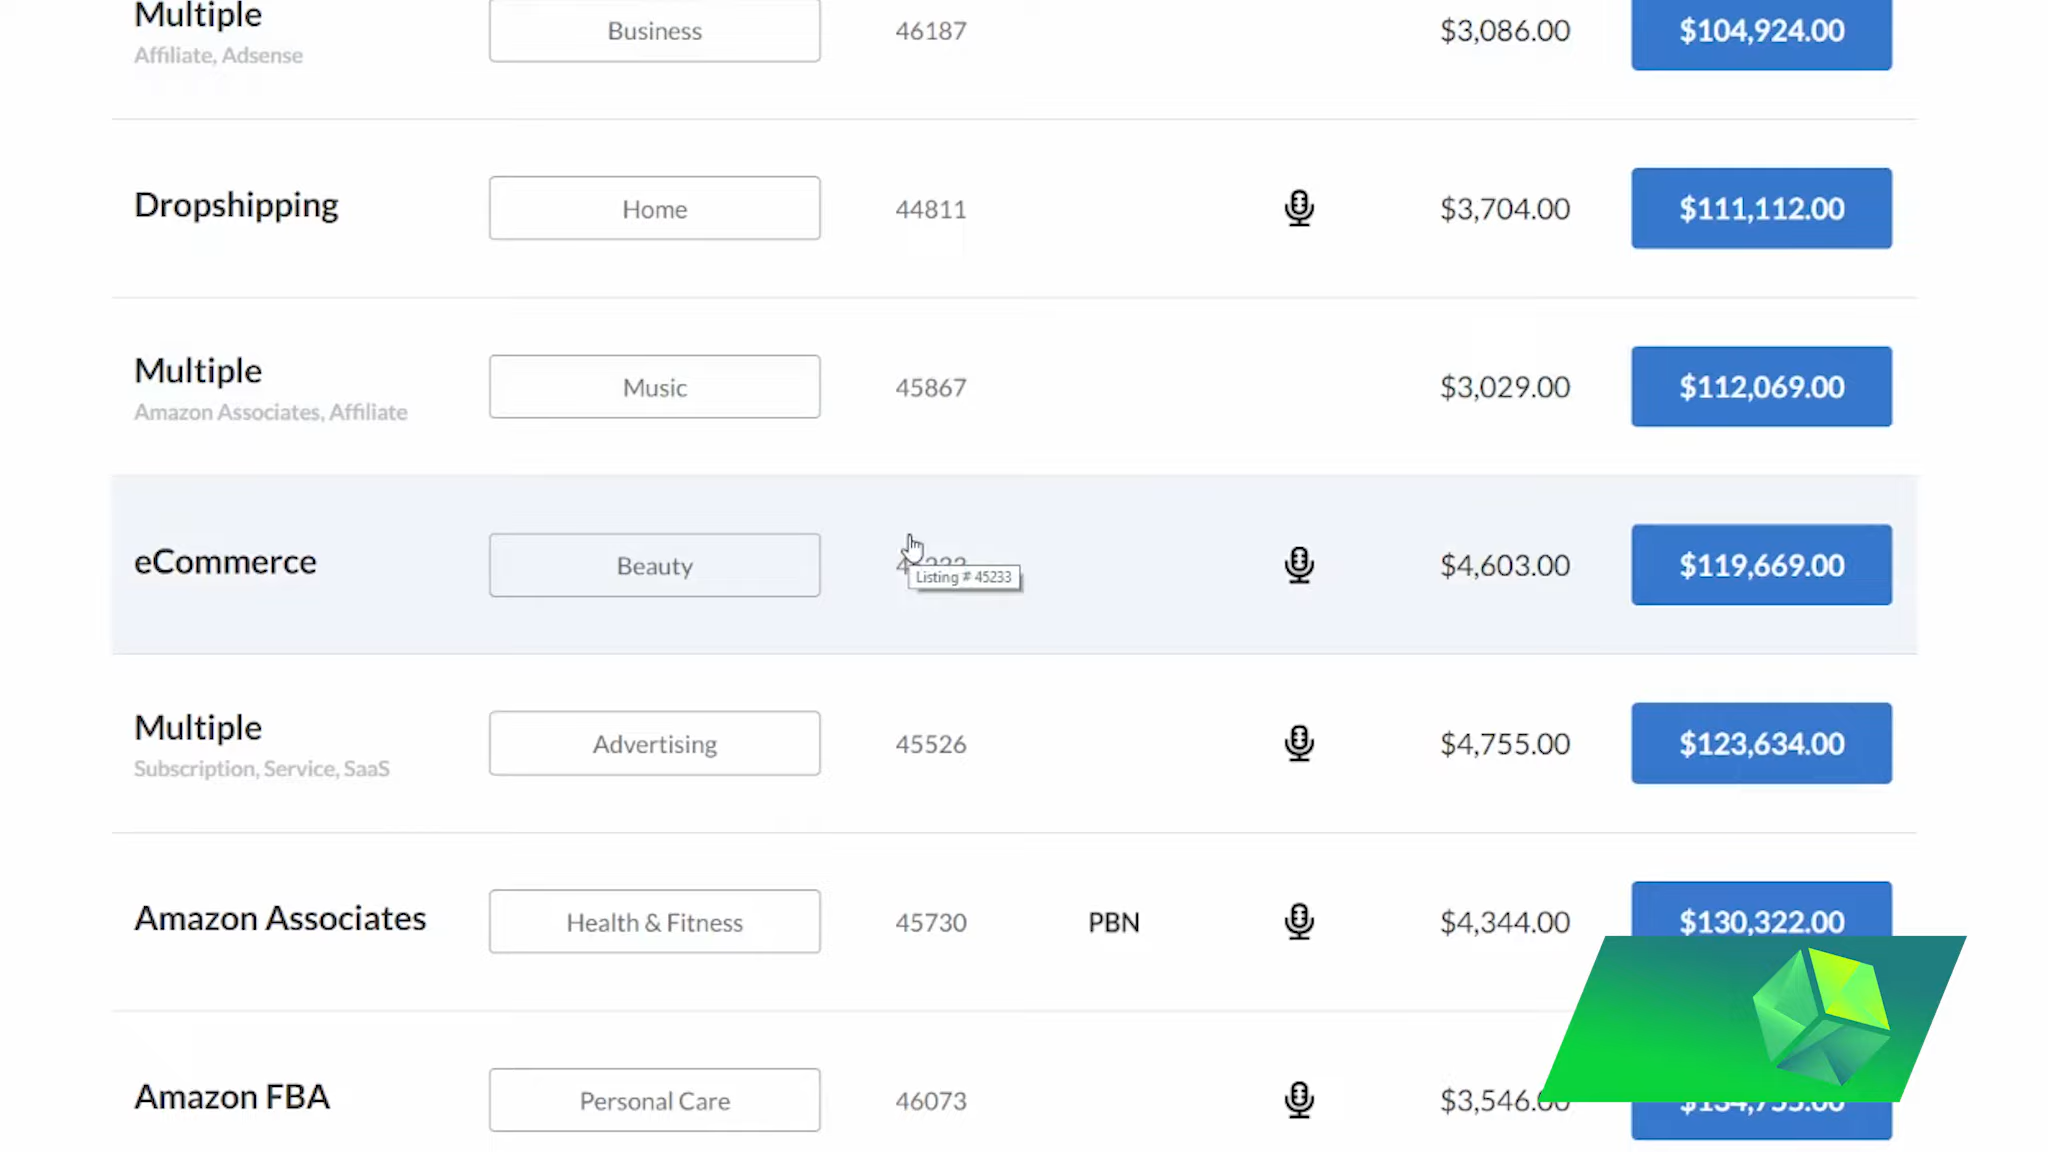 Multiple
Affiliate, Adsense
Business
46187
$3,086.00
$104,924.00
Dropshipping
Home
44811
$3,704.00
$111,112.00
Multiple
Amazon Associates, Affiliate
Music
45867
$3,029.00
$112,069.00
eCommerce
Beauty
Listing # 45233
$4,603.00
$119,669.00
Multiple
Subscription, Service, SaaS
Advertising
45526
$4,755.00
$123,634.00
Amazon Associates
Health & Fitness
45730
PBN
$4,344.00
$130,322.00
Amazon FBA
Personal Care
46073
$3,546.00